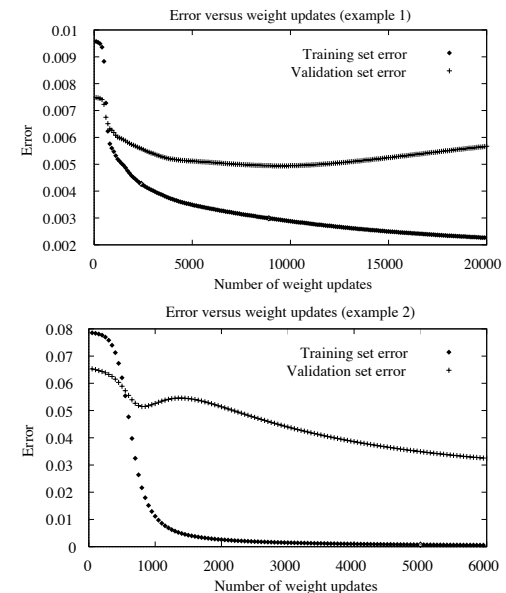 Error versus weight updates (example 1)
0.01
0.009
0.008
0.007
0.006
0.005
0.004
0.003
0.002
Error
Training set error
Validation set error
0 5000 10000 15000 20000
Number of weight updates
Error versus weight updates (example 2)
0.08
0.07
0.06
0.05
0.04
0.03
0.02
0.01
0
Error
Training set error
Validation set error
0 1000 2000 3000 4000 5000 6000
Number of weight updates